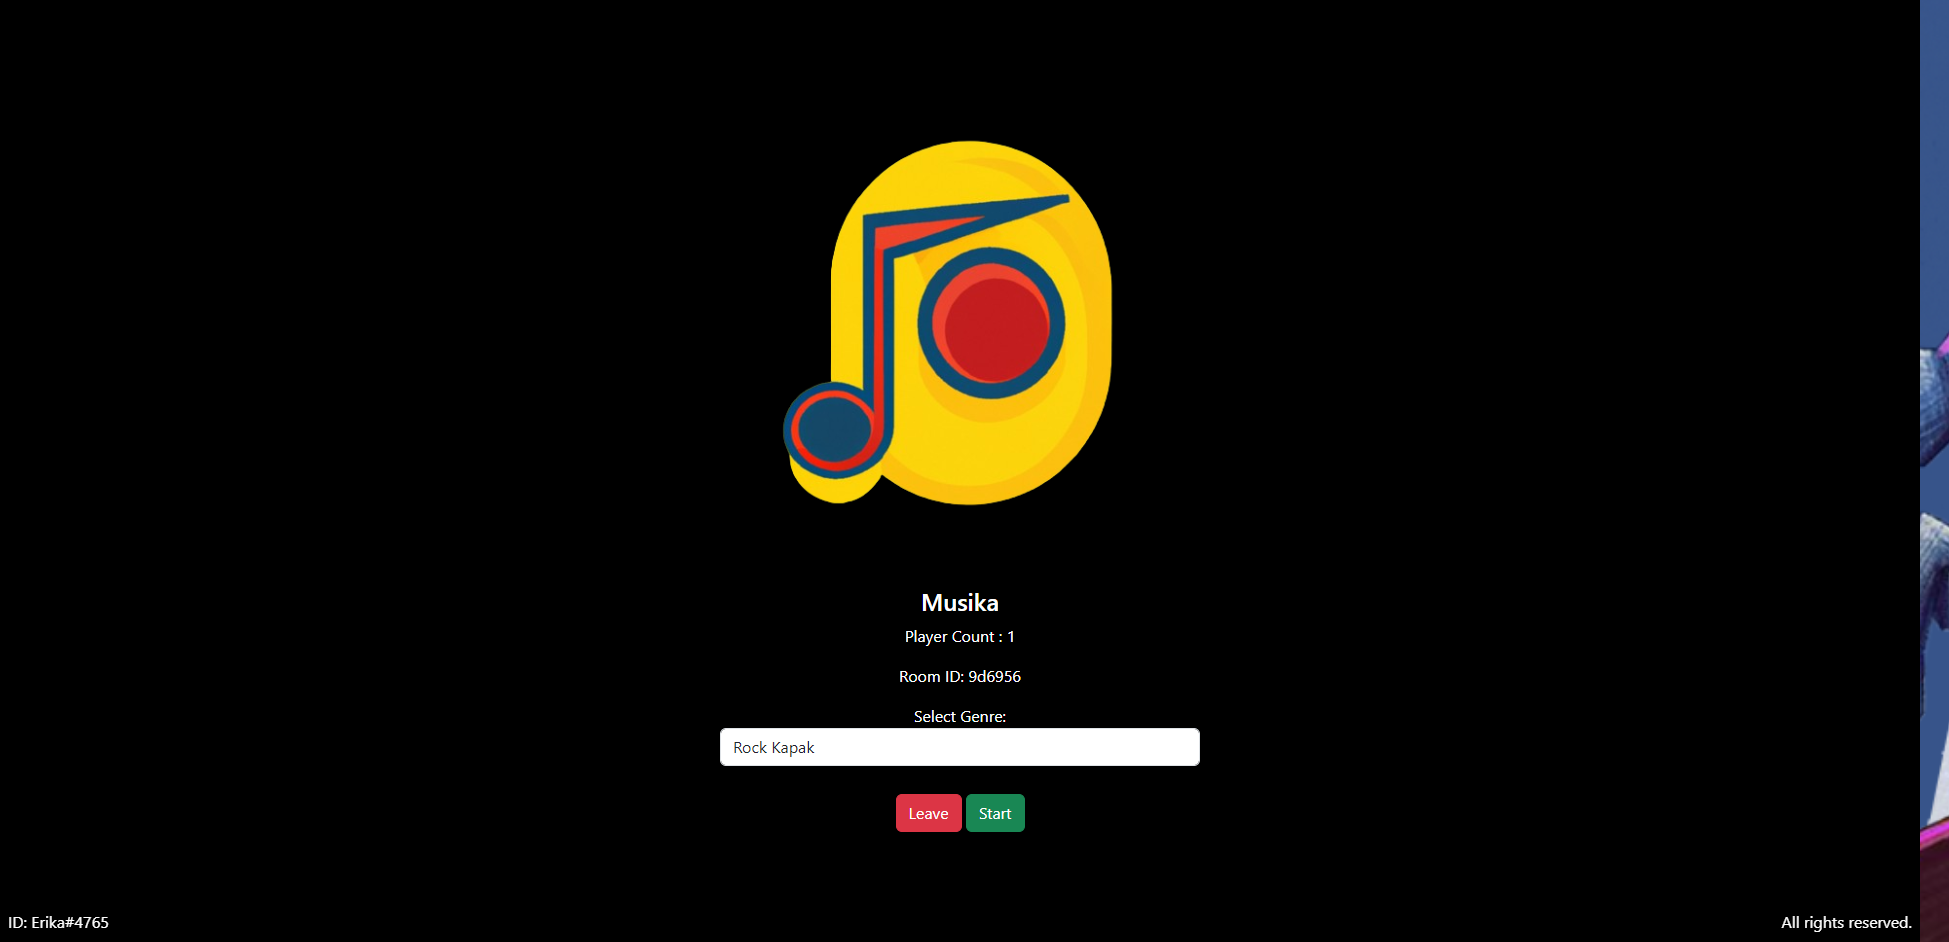 Musika
Player Count : 1
Room ID: 9d6956
Select Genre:
Rock Kapak
Leave Start
ID: Erika#4765
All rights reserved.